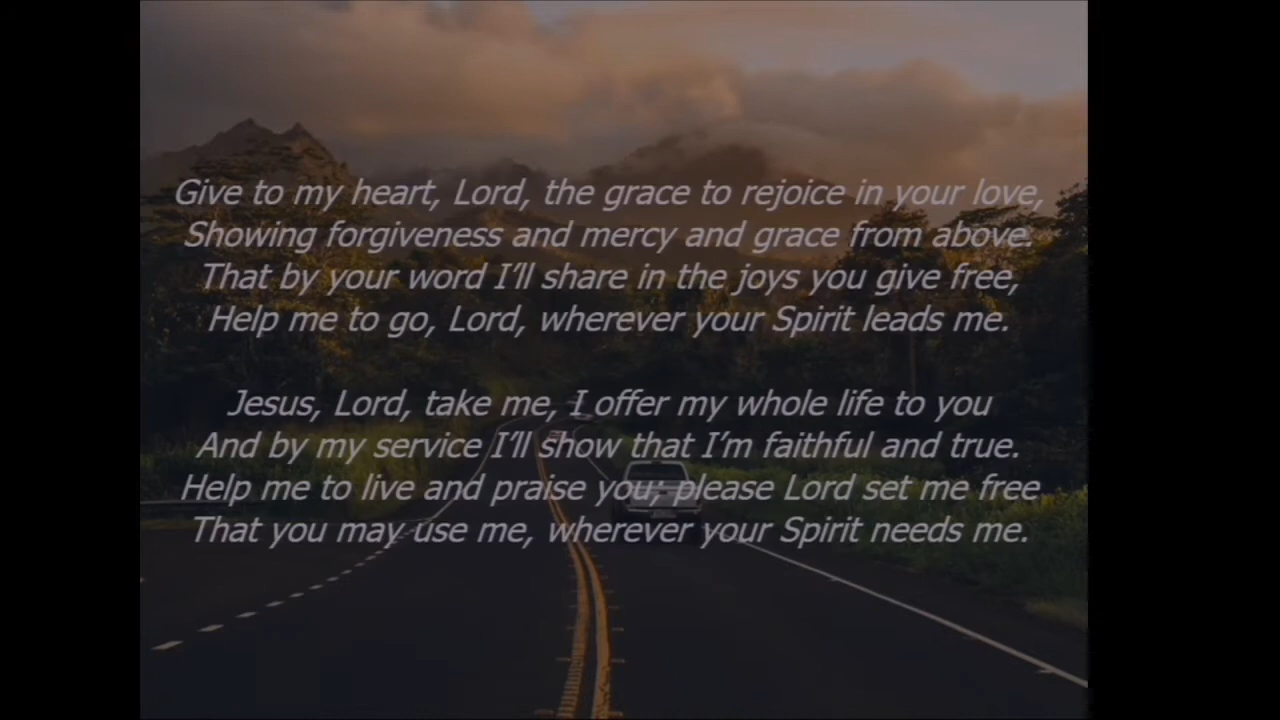 Give to my heart, Lord, the grace to rejoice in your love,
Showing forgiveness and mercy and grace from above.
That by your word I’ll share in the joys you give free,
Help me to go, Lord, wherever your Spirit leads me.
Jesus, Lord, take me, I offer my whole life to you
And by my service I’ll show that I’m faithful and true.
Help me to live and praise you; please Lord set me free
That you may use me, wherever your Spirit needs me.